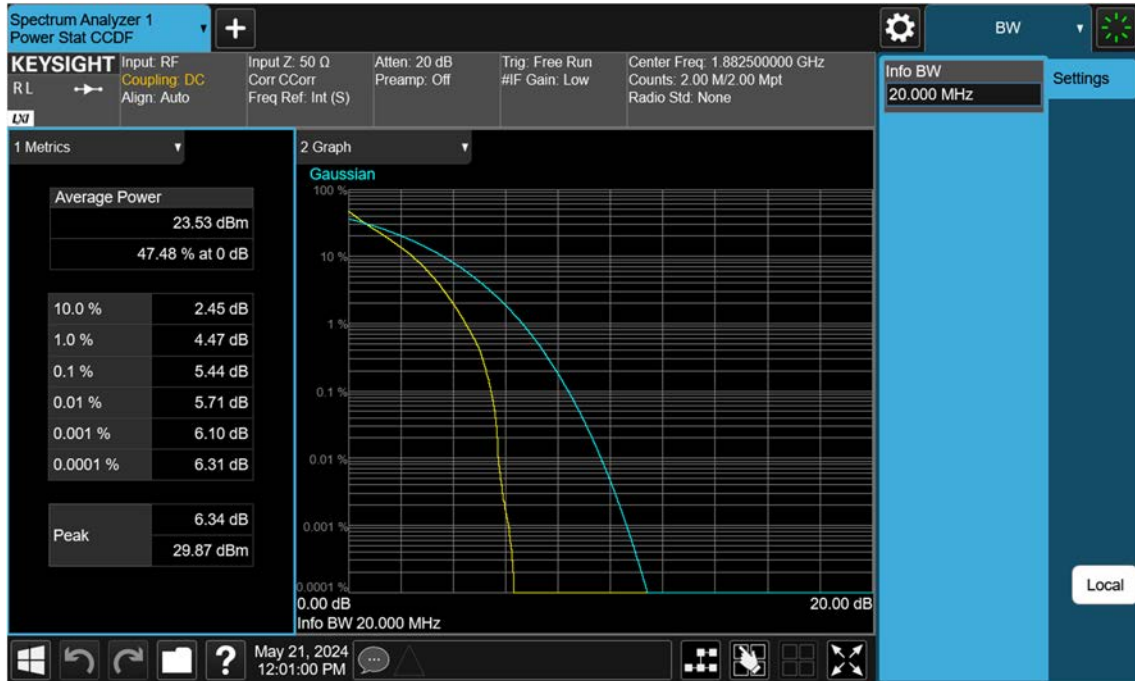 Spectrum Analyzer 1
Power Stat CCDF
+
BW
KEYSIGHT
RL
LXI
Input: RF
Coupling: DC
Align: Auto
Input Z: 50 Ω
Corr CCorr
Freq Ref: Int (S)
Atten: 20 dB
Preamp: Off
Trig: Free Run
#IF Gain: Low
Center Freq: 1.882500000 GHz
Counts: 2.00 M/2.00 Mpt
Radio Std: None
Info BW
20.000 MHz
Settings
1 Metrics
Average Power
23.53 dBm
47.48 % at 0 dB
10.0 % 2.45 dB
1.0 % 4.47 dB
0.1 % 5.44 dB
0.01 % 5.71 dB
0.001 % 6.10 dB
0.0001 % 6.31 dB
Peak
6.34 dB
29.87 dBm
2 Graph
Gaussian
100 %
10 %
1 %
0.1 %
0.01 %
0.001 %
0.0001 %
0.00 dB 20.00 dB
Info BW 20.000 MHz
Local
?
May 21, 2024
12:01:00 PM